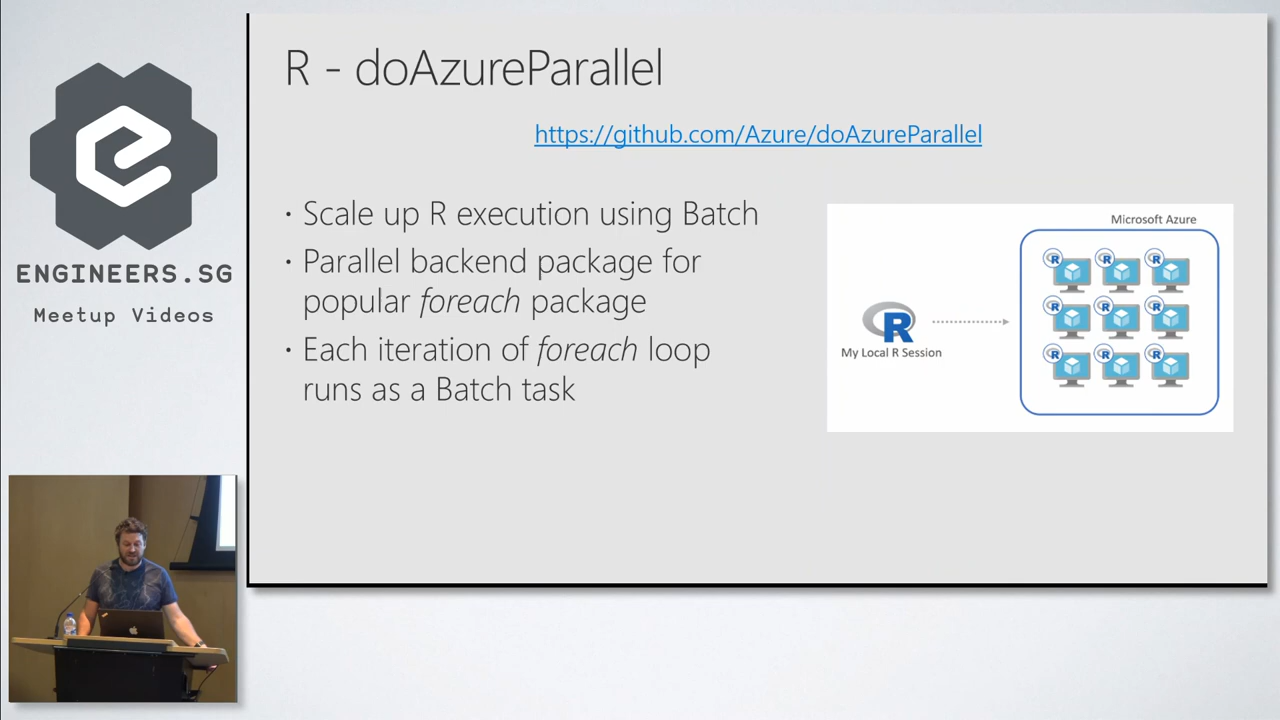 R - doAzureParallel
https://github.com/Azure/doAzureParallel
· Scale up R execution using Batch
· Parallel backend package for
popular foreach package
· Each iteration of foreach loop
runs as a Batch task
Microsoft Azure
R R R
R R R
R R R
R
My Local R Session
e
ENGINEERS.SG
Meetup Videos